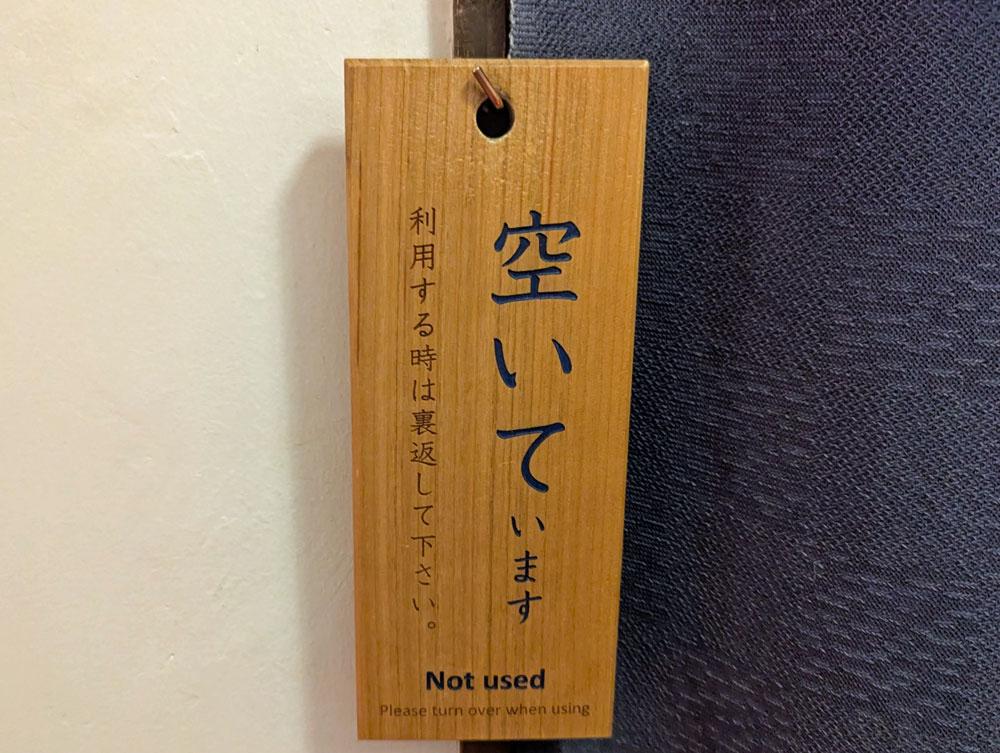 空いています
利用する時は裏返して下さい。
Not used
Please turn over when using